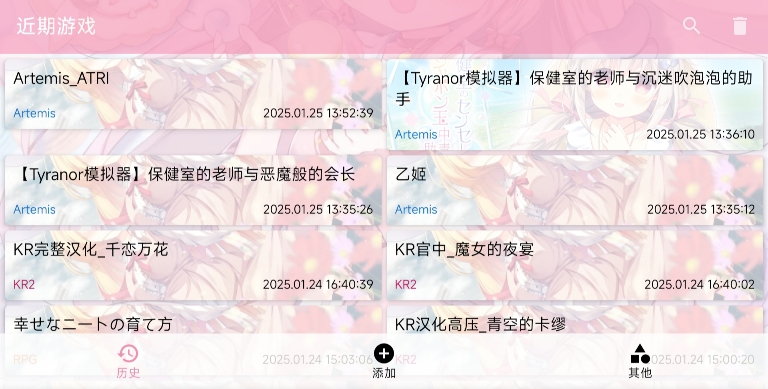 近期游戏
Artemis_ATRI
Artemis
2025.01.25 13:52:39
【Tyranor模拟器】保健室的老师与沉迷吹泡泡的助
手
Artemis
2025.01.25 13:36:10
【Tyranor模拟器】保健室的老师与恶魔般的会长
Artemis
2025.01.25 13:35:26
乙姬
Artemis
2025.01.25 13:35:12
KR完整汉化_千恋万花
KR2
2025.01.24 16:40:39
KR官中_魔女的夜宴
KR2
2025.01.24 16:40:02
幸せなニートの育て方
RPG
2025.01.24 15:03:06
KR汉化高压_青空的卡缪
KR2
15:00:20
历史
添加
其他